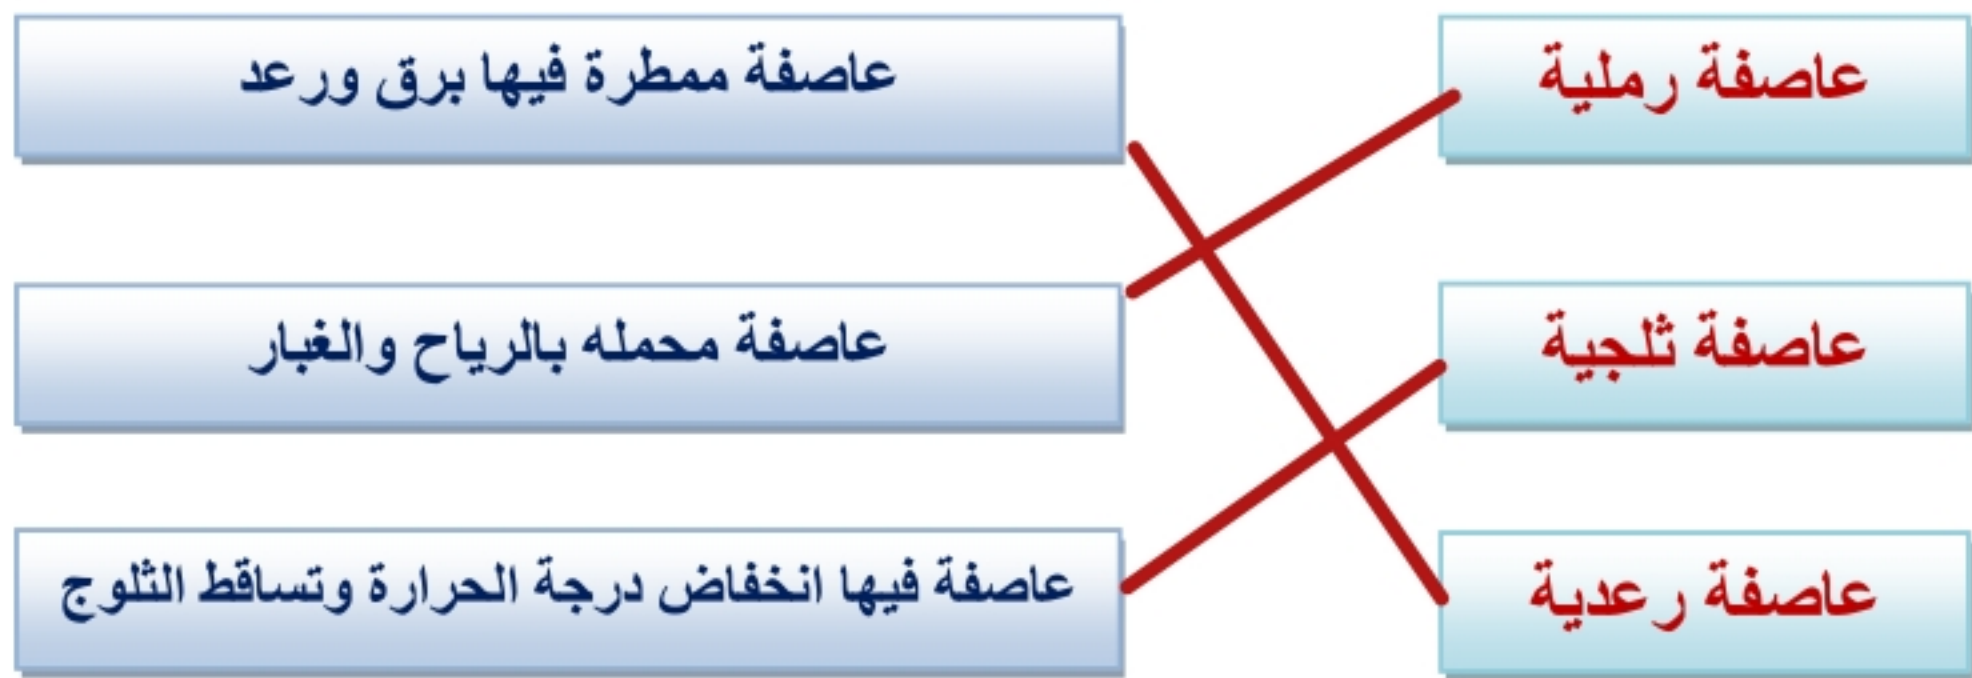 عاصفة رملية
عاصفة ممطرة فيها برق ورعد
عاصفة ثلجية
عاصفة محمله بالرياح والغبار
عاصفة رعدية
عاصفة فيها انخفاض درجة الحرارة وتساقط الثلوج